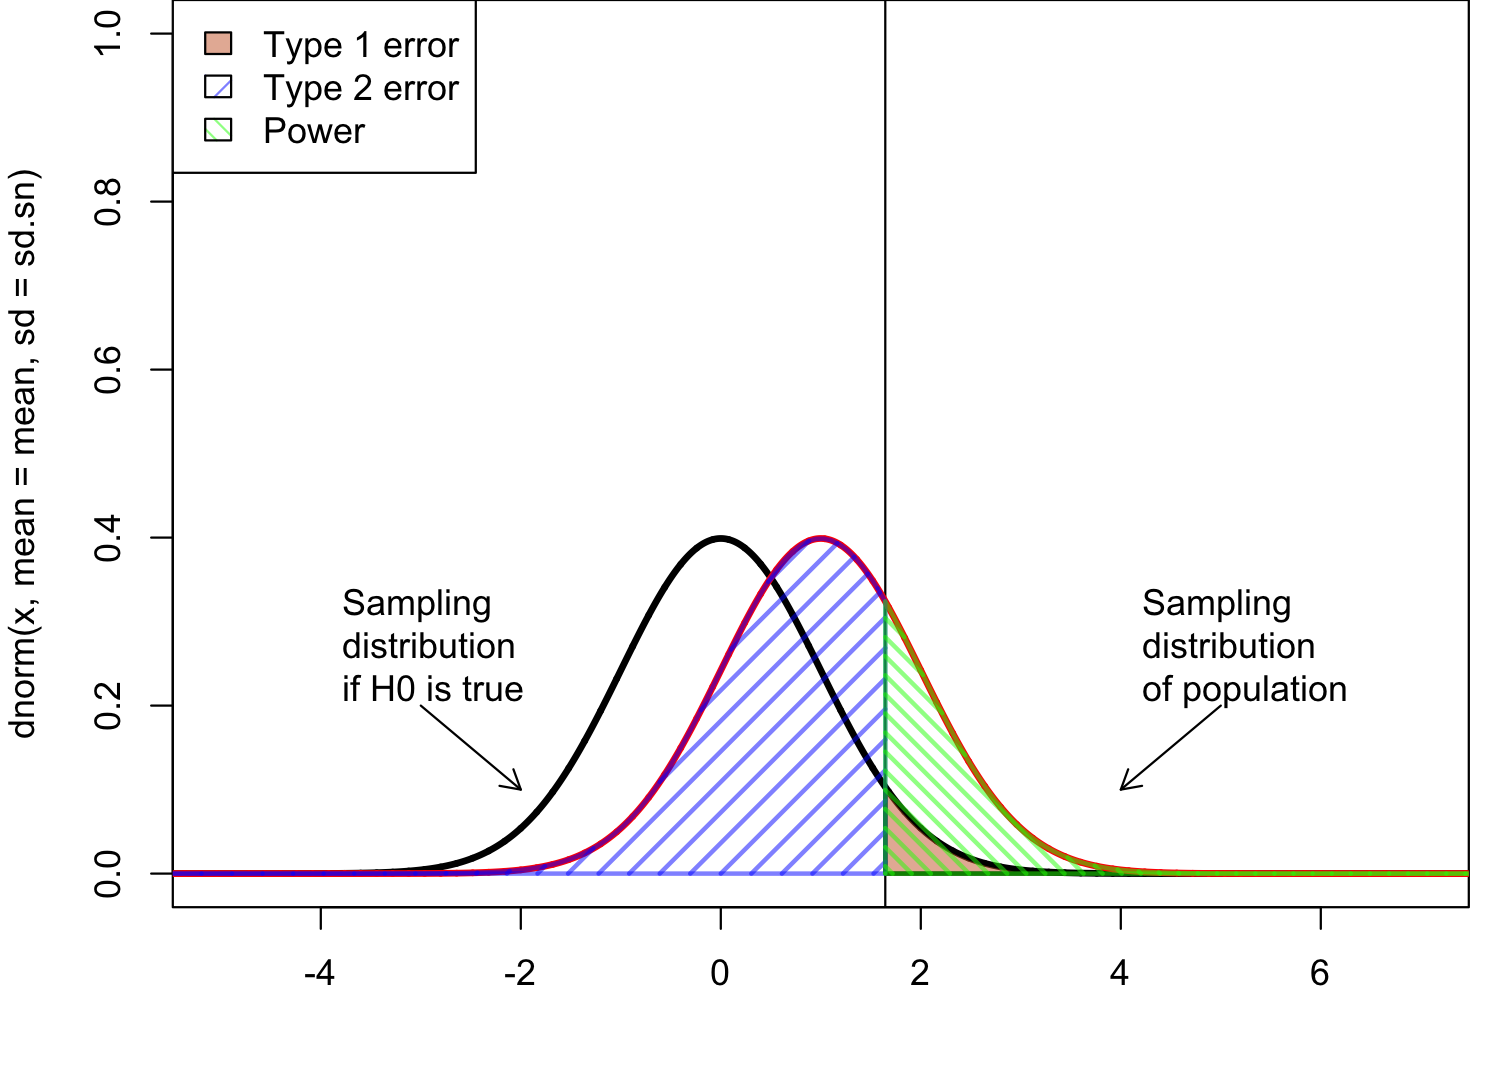 1.0
0.8
0.6
0.4
0.2
0.0
dnorm(x, mean = mean, sd = sd.sn)
Type 1 error
Type 2 error
Power
Sampling
distribution
if H0 is true
Sampling
distribution
of population
-4
-2
0
2
4
6